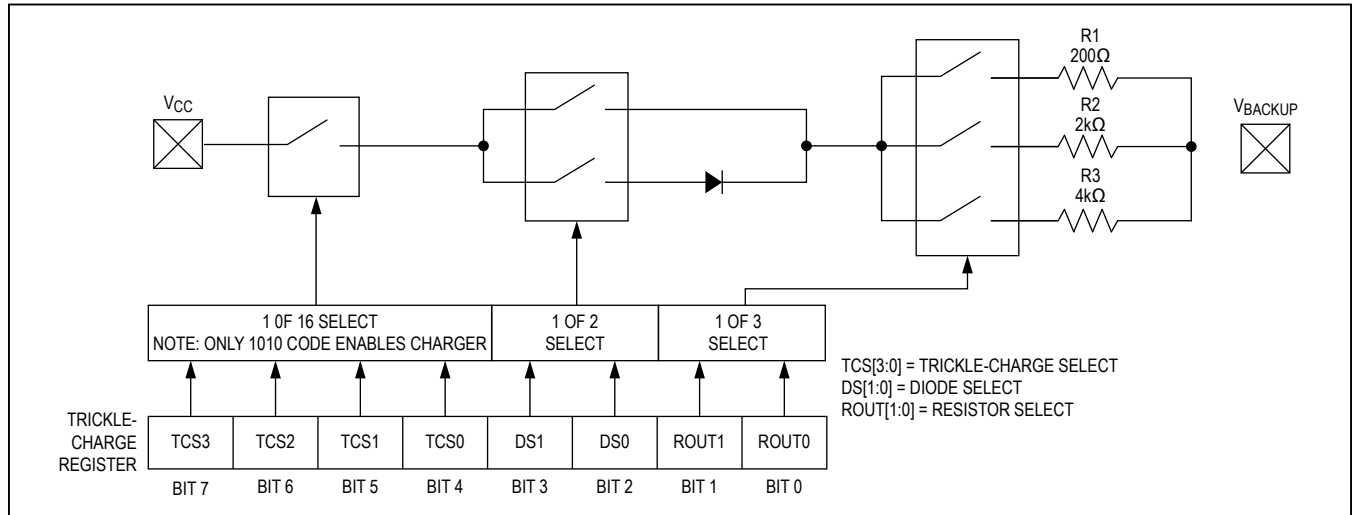 R1
200Ω
VCC
R2
2kΩ
VBACKUP
R3
4kΩ
1 0F 16 SELECT
NOTE: ONLY 1010 CODE ENABLES CHARGER
1 OF 2
SELECT
1 OF 3
SELECT
TCS[3:0] = TRICKLE-CHARGE SELECT
DS[1:0] = DIODE SELECT
ROUT[1:0] = RESISTOR SELECT
TRICKLE-
CHARGE
REGISTER
TCS3 TCS2 TCS1 TCS0 DS1 DS0 ROUT1 ROUT0
BIT 7 BIT 6 BIT 5 BIT 4 BIT 3 BIT 2 BIT 1 BIT 0